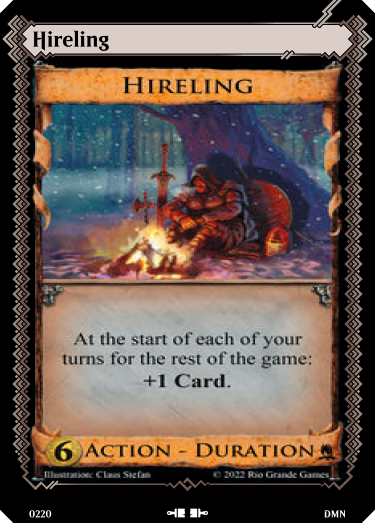 Hireling
HIRELING
At the start of each of your
turns for the rest of the game:
+1 Card.
6 ACTION - DURATION
Illustration: Claus Stefan © 2022 Rio Grande Games
0220 DMN